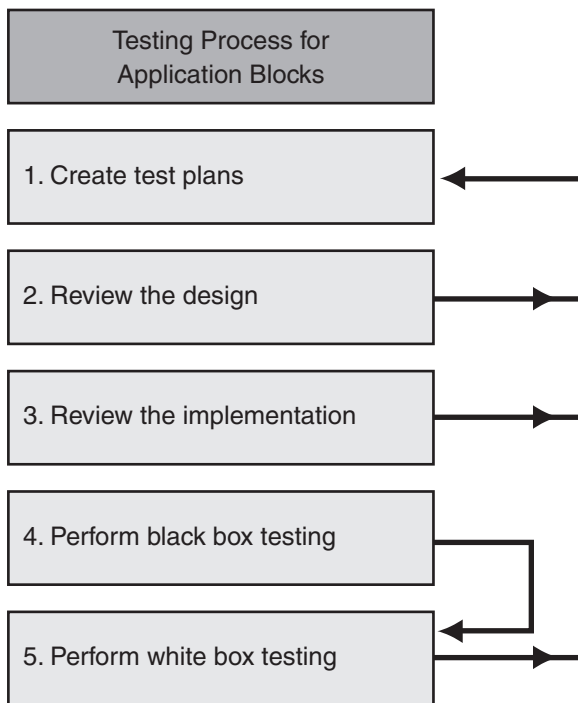 Testing Process for
Application Blocks
1. Create test plans
2. Review the design
3. Review the implementation
4. Perform black box testing
5. Perform white box testing